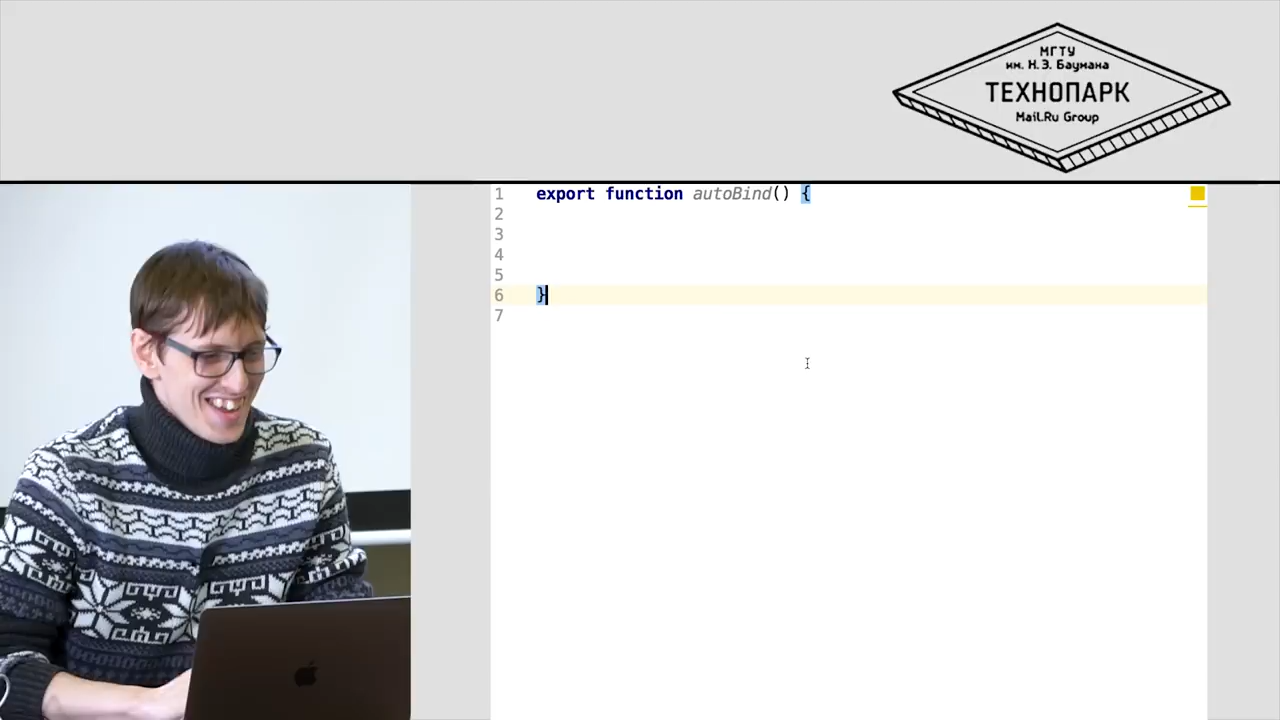 МГТУ
им. Н.Э. Баумана
ТЕХНОПАРК
Mail.Ru Group
1 export function autoBind() {
2
3
4
5
6 }
7